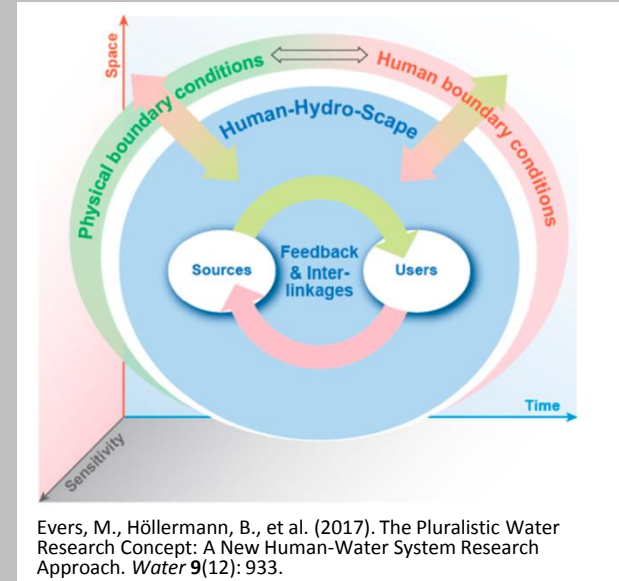 Space
Physical boundary conditions
Human boundary conditions
Human-Hydro-Scape
Sources
Feedback
& Inter-
linkages
Users
Time
Sensitivity
Evers, M., Höllermann, B., et al. (2017). The Pluralistic Water
Research Concept: A New Human-Water System Research
Approach. Water 9(12): 933.